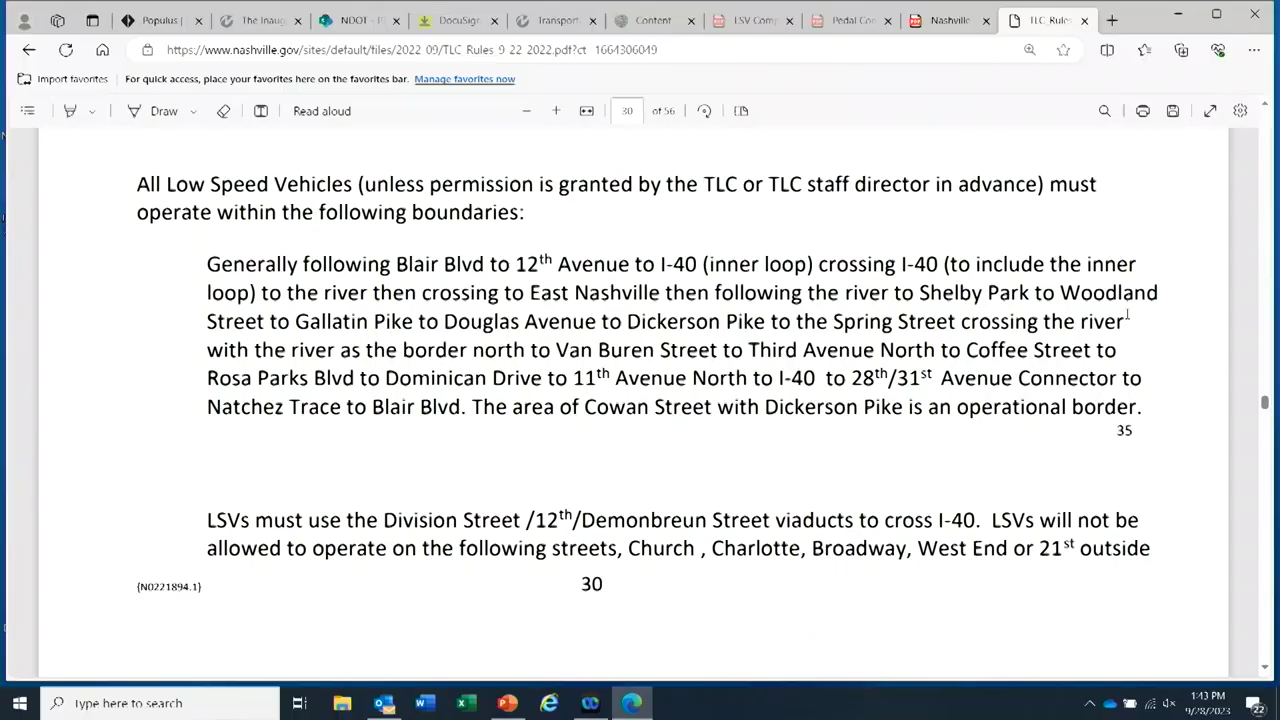 Populus
The Inaug
NDOT - P
DocuSign
Transport
Content
LSV Comp
Pedal Co
Nashville
TLC_Rules
https://www.nashville.gov/sites/default/files/2022-09/TLC_Rules_9-22-2022.pdf?ct=1664306049
Import favorites For quick access, place your favorites here on the favorites bar. Manage favorites now
Draw Read aloud 30 of 56
All Low Speed Vehicles (unless permission is granted by the TLC or TLC staff director in advance) must
operate within the following boundaries:
Generally following Blair Blvd to 12th Avenue to I-40 (inner loop) crossing I-40 (to include the inner
loop) to the river then crossing to East Nashville then following the river to Shelby Park to Woodland
Street to Gallatin Pike to Douglas Avenue to Dickerson Pike to the Spring Street crossing the river
with the river as the border north to Van Buren Street to Third Avenue North to Coffee Street to
Rosa Parks Blvd to Dominican Drive to 11th Avenue North to I-40 to 28th/31st Avenue Connector to
Natchez Trace to Blair Blvd. The area of Cowan Street with Dickerson Pike is an operational border.
35
LSVs must use the Division Street /12th/Demonbreun Street viaducts to cross I-40. LSVs will not be
allowed to operate on the following streets, Church , Charlotte, Broadway, West End or 21st outside
{N0221894.1}
30
Type here to search
1:43 PM
9/28/2023
22